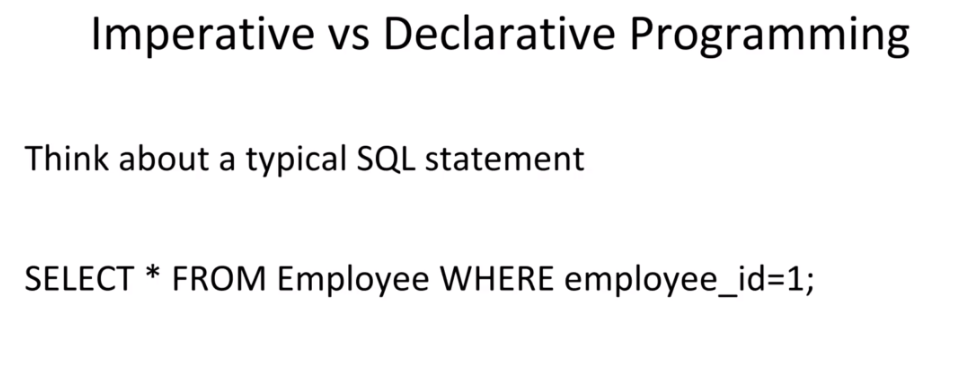 Imperative vs Declarative Programming
Think about a typical SQL statement
SELECT * FROM Employee WHERE employee_id=1;